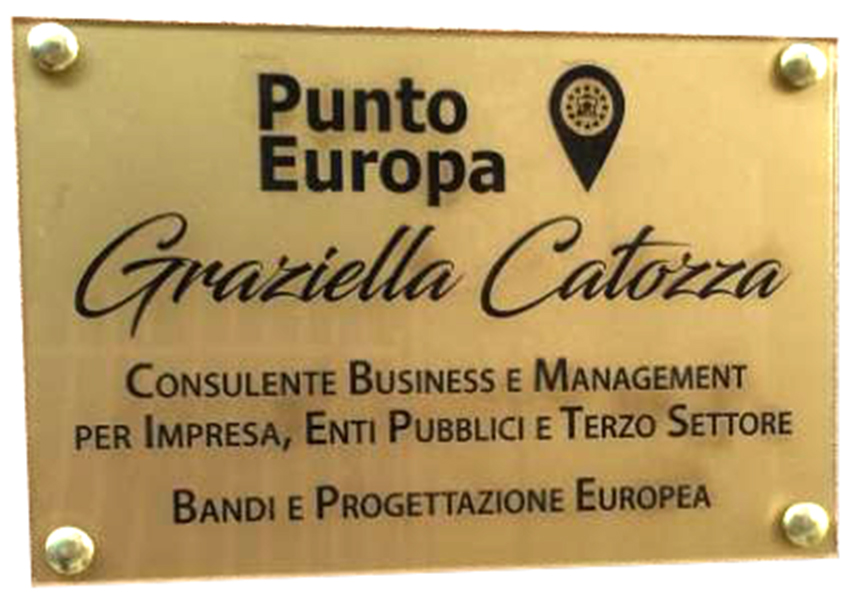 Punto
Europa
Graziella Catozza
CONSULENTE BUSINESS E MANAGEMENT
PER IMPRESA, ENTI PUBBLICI E TERZO SETTORE
BANDI E PROGETTAZIONE EUROPEA